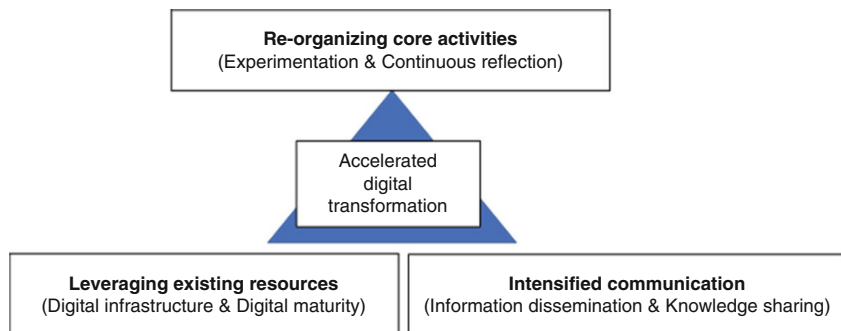 Re-organizing core activities
(Experimentation & Continuous reflection)
Accelerated
digital
transformation
Leveraging existing resources
(Digital infrastructure & Digital maturity)
Intensified communication
(Information dissemination & Knowledge sharing)